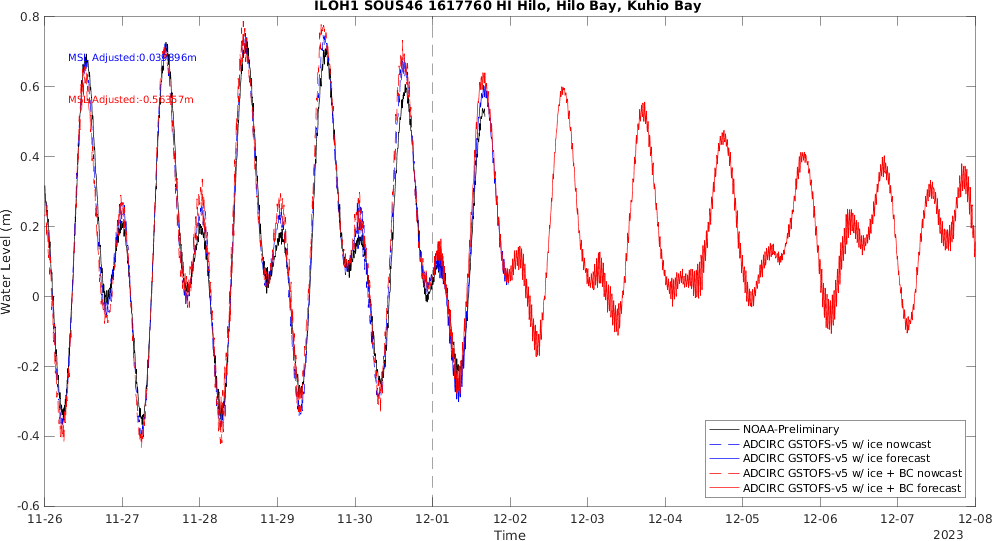 ILOH1 SOUS46 1617760 HI Hilo, Hilo Bay, Kuhio Bay
0.8
MSL Adjusted:0.039896m
0.6
MSL Adjusted:-0.56357m
0.4
0.2
Water Level (m)
0
-0.2
-0.4
NOAA-Preliminary
ADCIRC GSTOFS-v5 w/ ice nowcast
ADCIRC GSTOFS-v5 w/ ice forecast
ADCIRC GSTOFS-v5 w/ ice + BC nowcast
ADCIRC GSTOFS-v5 w/ ice + BC forecast
-0.6
11-26 11-27 11-28 11-29 11-30 12-01 12-02 12-03 12-04 12-05 12-06 12-07 12-08
Time
2023